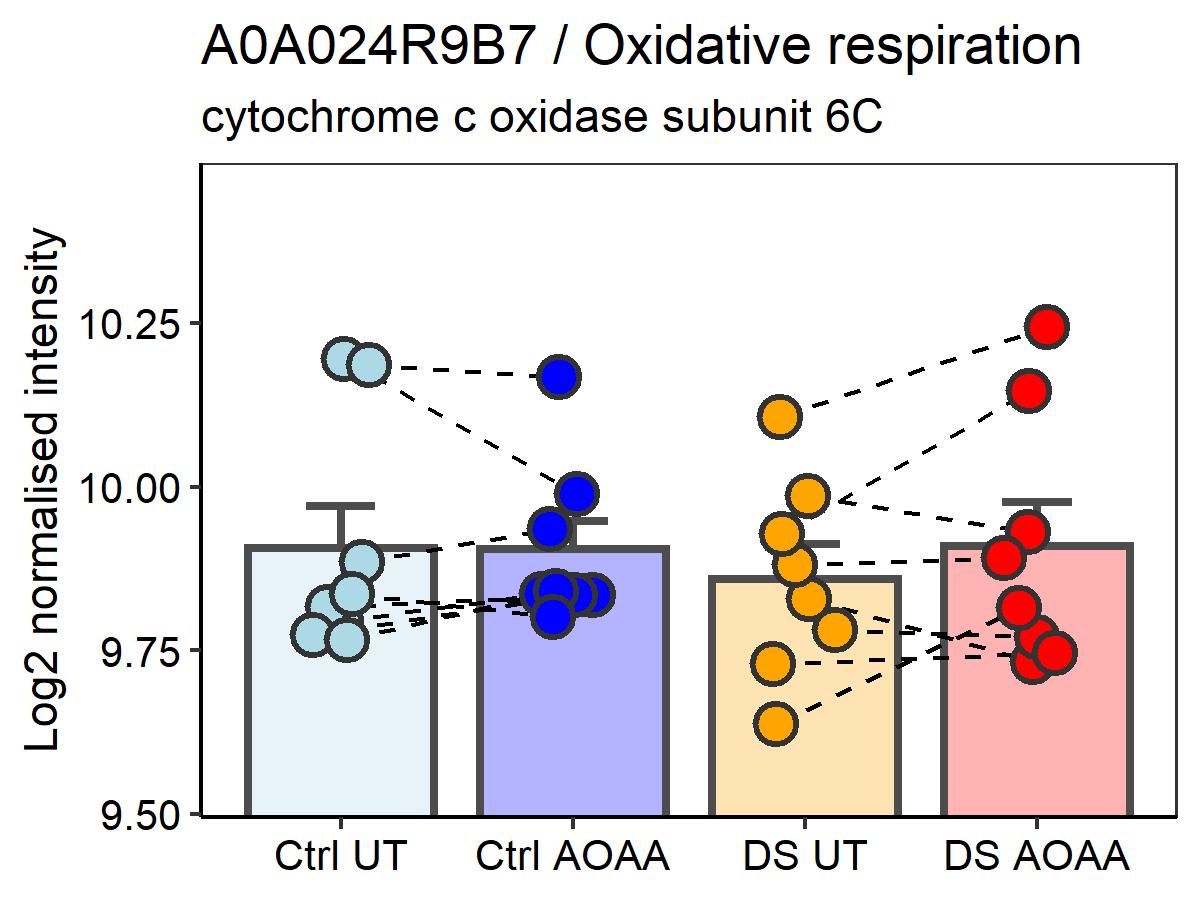 A0A024R9B7 / Oxidative respiration
cytochrome c oxidase subunit 6C
Log2 normalised intensity
10.25
10.00
9.75
9.50
Ctrl UT
Ctrl AOAA
DS UT
DS AOAA